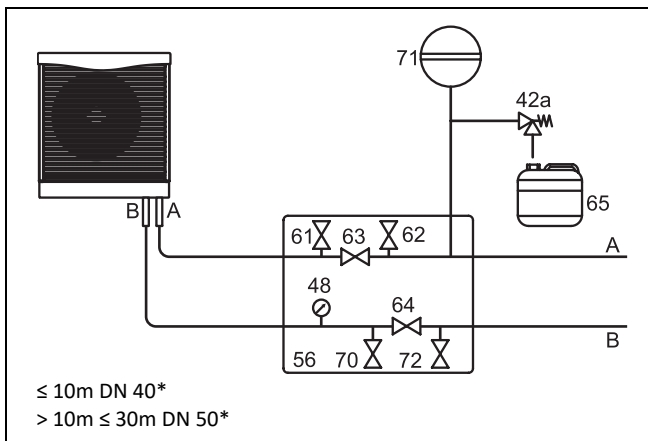 71
42a
65
B A
61 63 62
A
48
64
B
56 70 72
≤ 10m DN 40*
> 10m ≤ 30m DN 50*